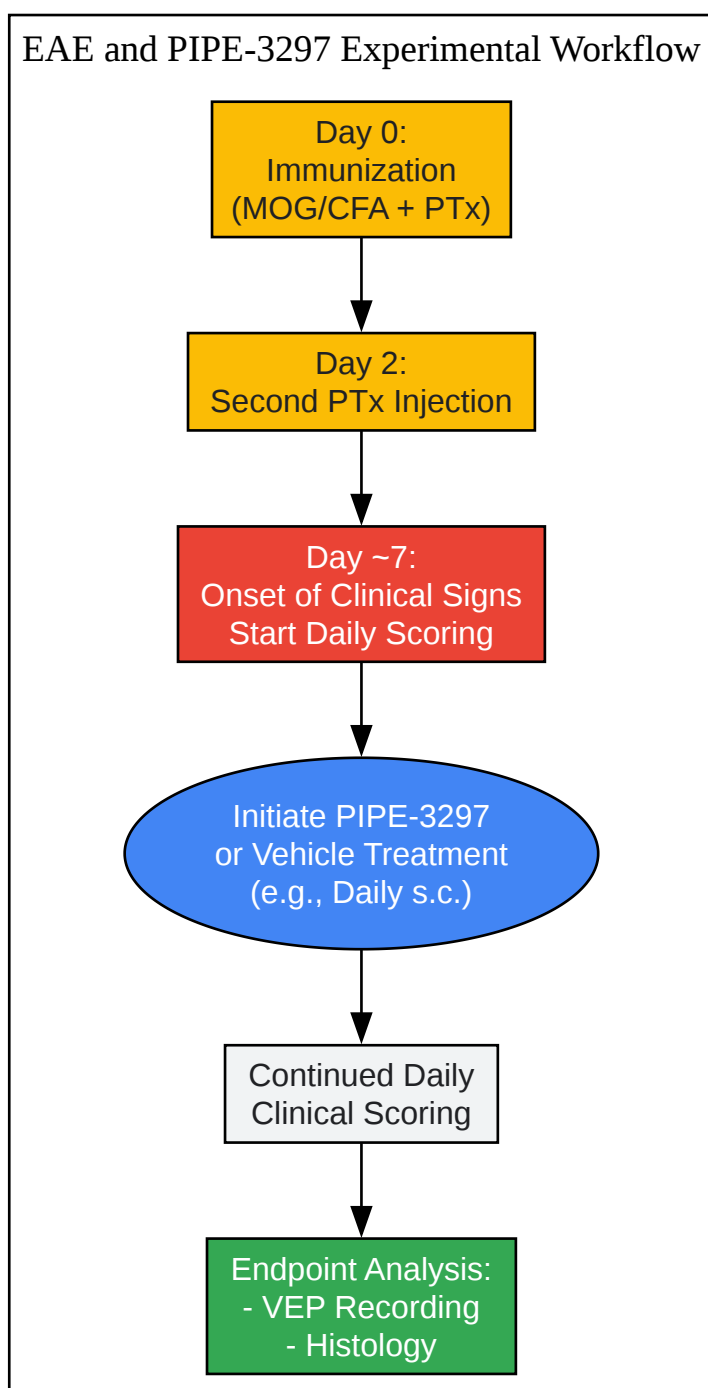 EAE and PIPE-3297 Experimental Workflow
Day 0:
Immunization
(MOG/CFA + PTx)
Day 2:
Second PTx Injection
Day ~7:
Onset of Clinical Signs
Start Daily Scoring
Initiate PIPE-3297
or Vehicle Treatment
(e.g., Daily s.c.)
Continued Daily
Clinical Scoring
Endpoint Analysis:
- VEP Recording
- Histology